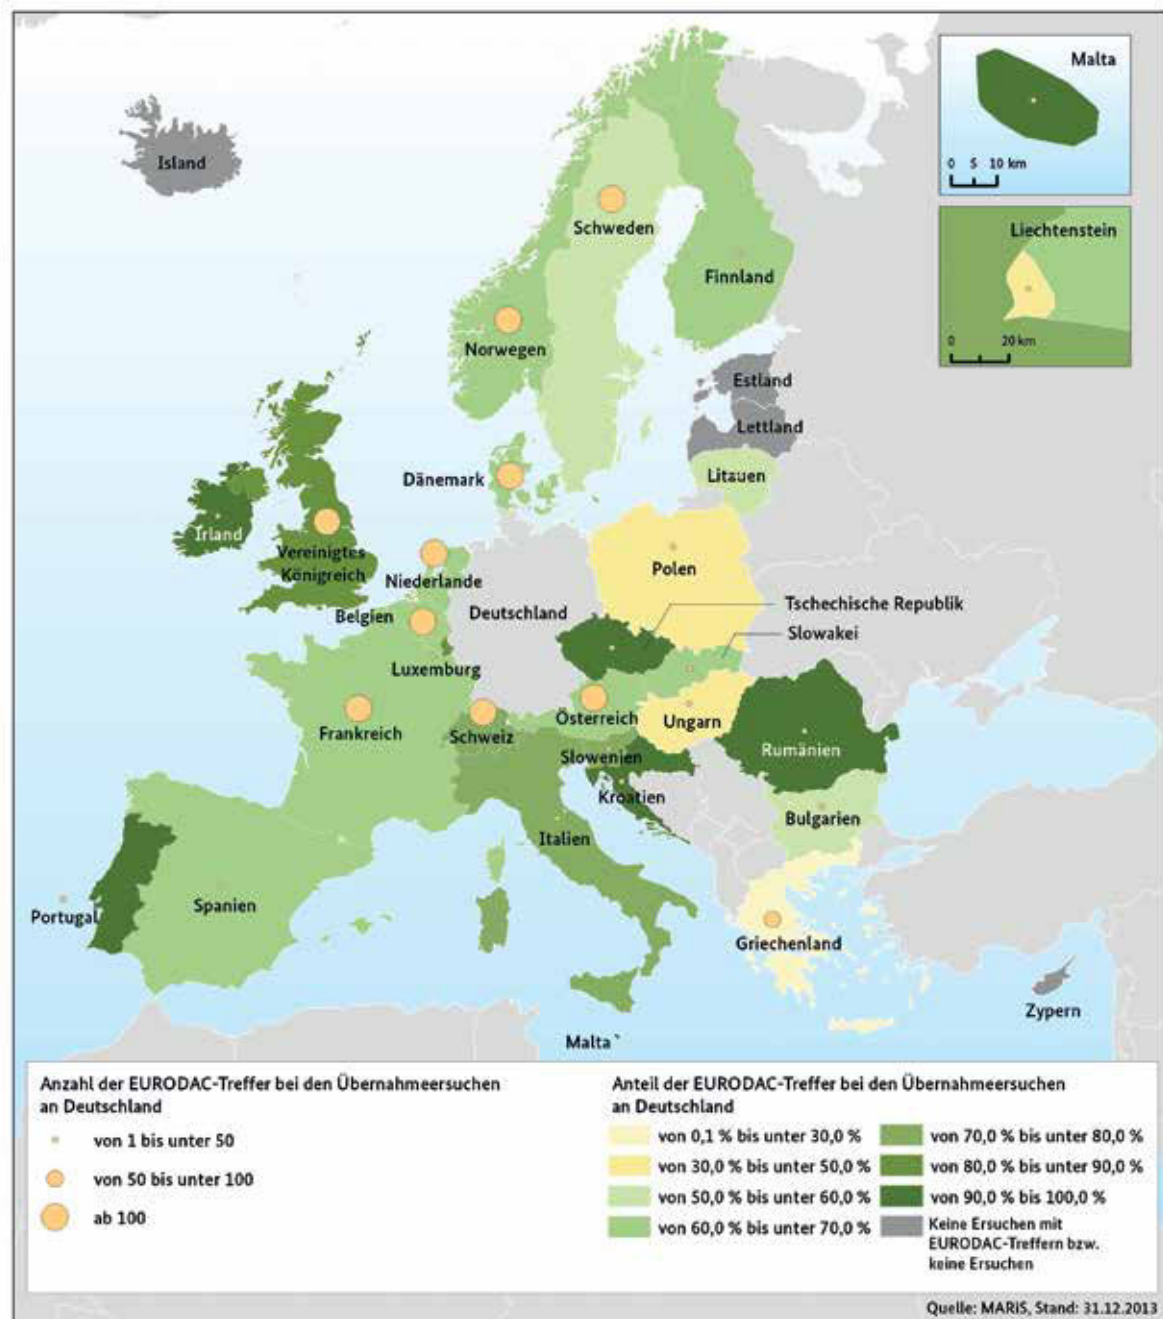 Malta
0 5 10 km
Island
Liechtenstein
Schweden
Finnland
0 20 km
Norwegen
Estland
Lettland
Dänemark
Litauen
Irland
Vereinigtes
Königreich
Niederlande
Polen
Belgien
Deutschland
Tschechische Republik
Slowakei
Luxemburg
Österreich
Ungarn
Frankreich
Schweiz
Slowenien
Rumänien
Kroatien
Bulgarien
Italien
Spanien
Portugal
Griechenland
Zypern
Malta
Anzahl der EURODAC-Treffer bei den Übernahmeersuchen
an Deutschland
von 1 bis unter 50
von 50 bis unter 100
ab 100
Anteil der EURODAC-Treffer bei den Übernahmeersuchen
an Deutschland
von 0,1 % bis unter 30,0 %
von 30,0 % bis unter 50,0 %
von 50,0 % bis unter 60,0 %
von 60,0 % bis unter 70,0 %
von 70,0 % bis unter 80,0 %
von 80,0 % bis unter 90,0 %
von 90,0 % bis 100,0 %
Keine Ersuchen mit
EURODAC-Treffern bzw.
keine Ersuchen
Quelle: MARiS, Stand: 31.12.2013